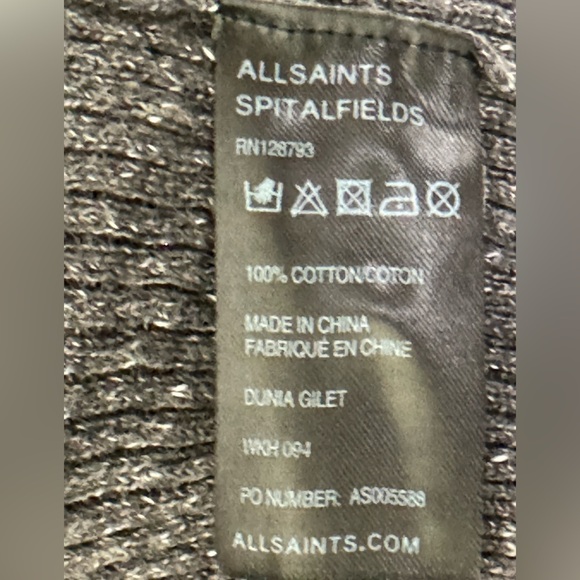 ALLSAINTS
SPITALFIELDS
RN128793
100% COTTON/COTON
MADE IN CHINA
FABRIQUÉ EN CHINE
DUNIA GILET
WKH 094
PO NUMBER: AS005589
ALLSAINTS.COM